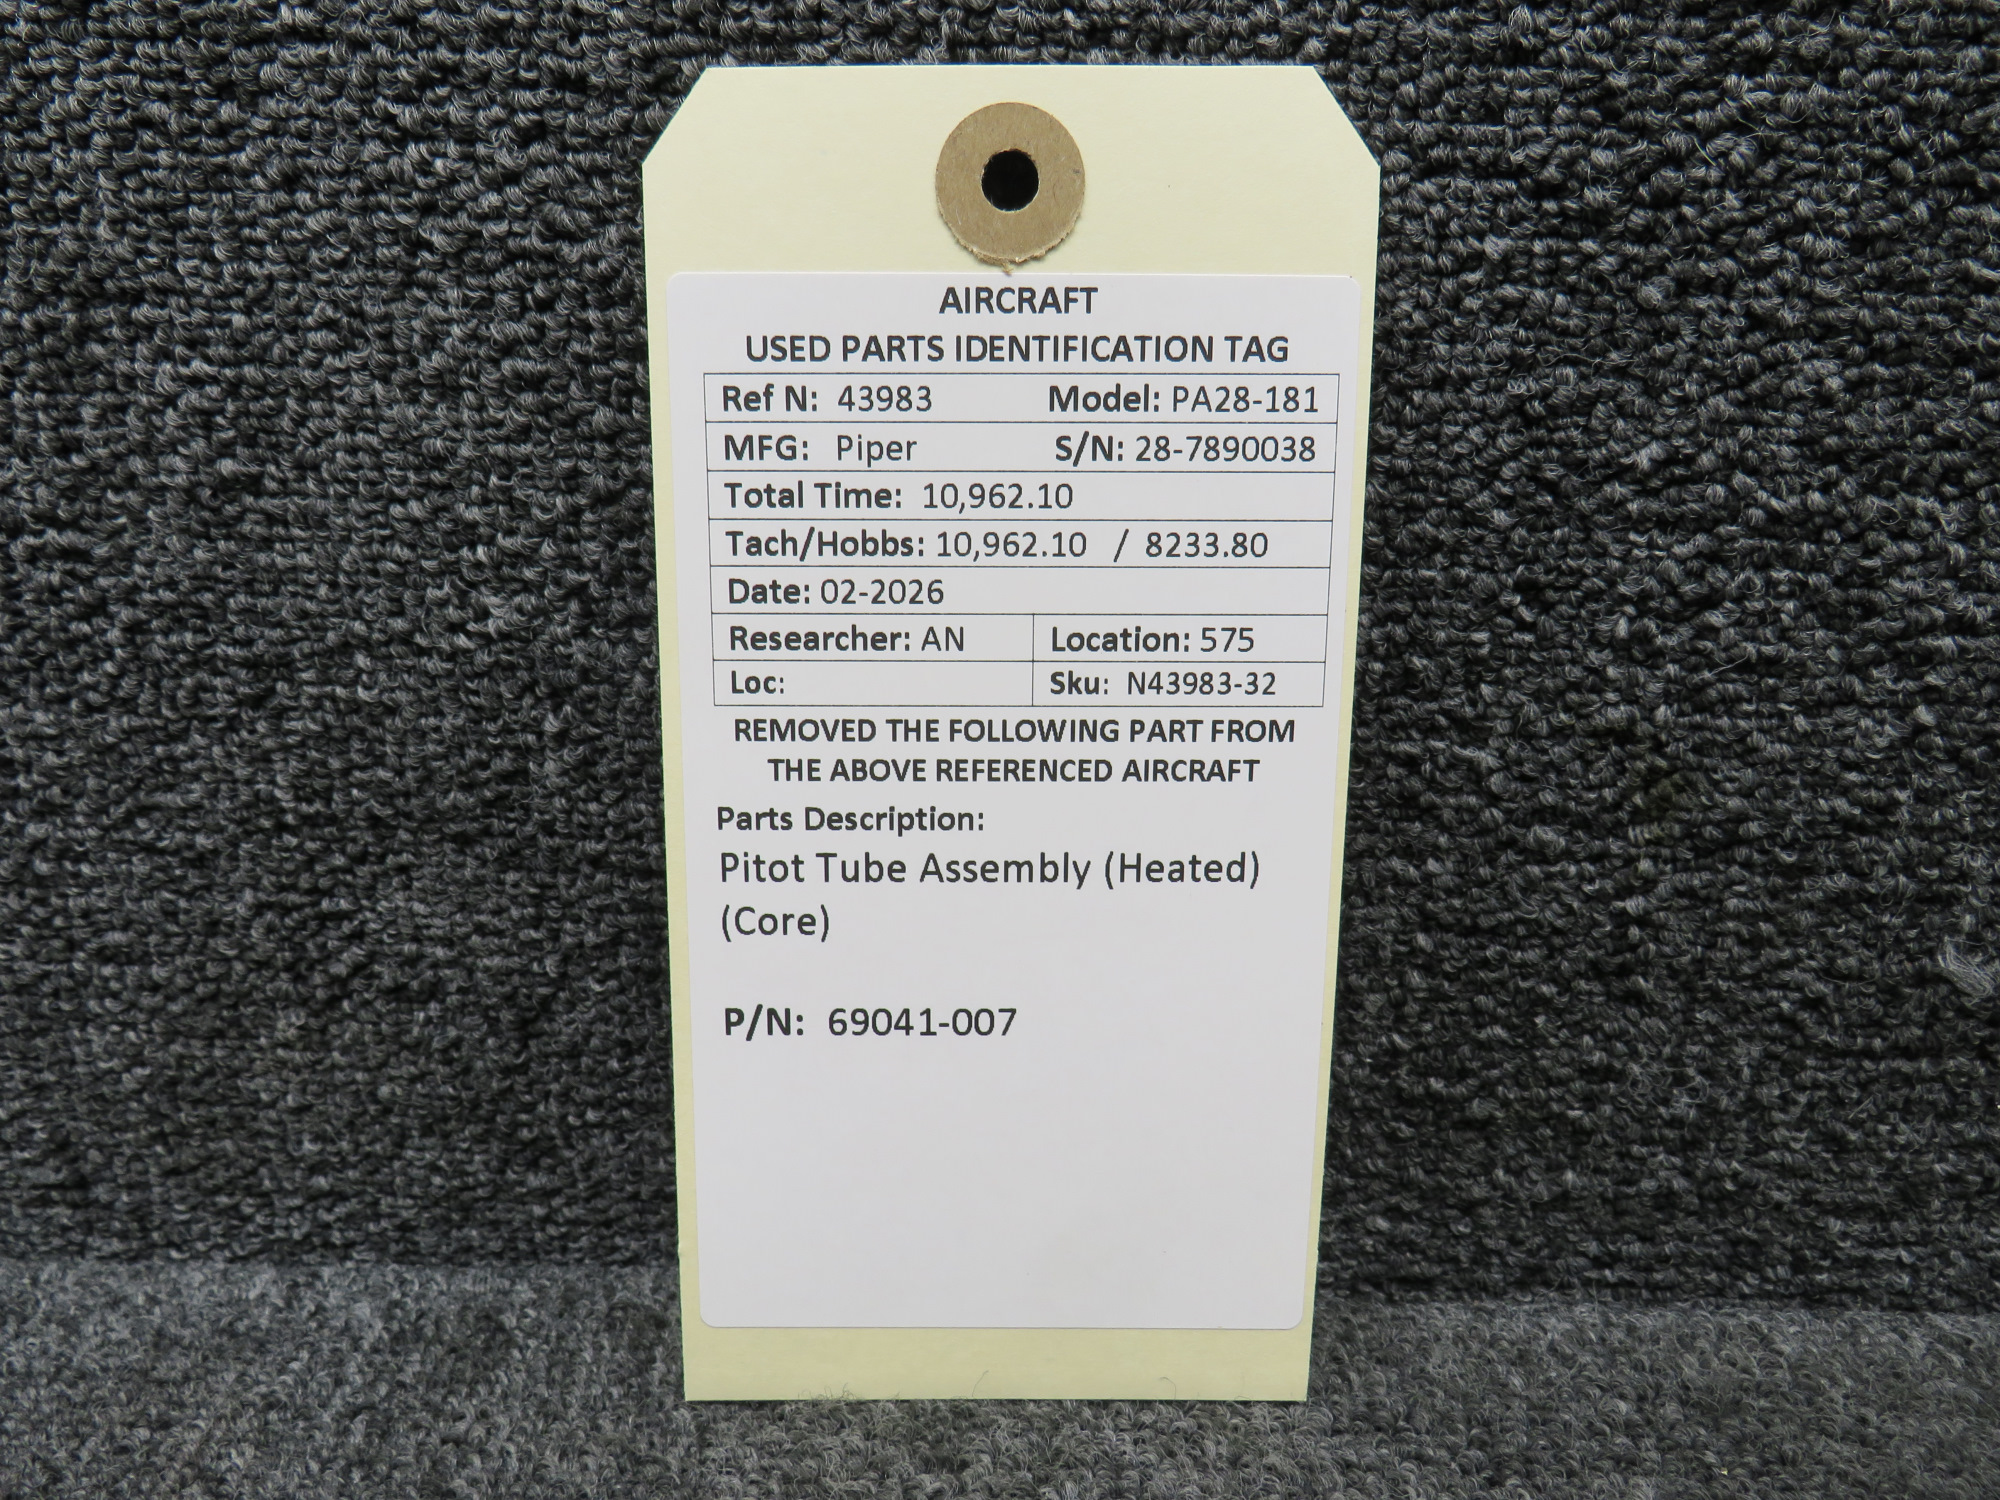 AIRCRAFT
USED PARTS IDENTIFICATION TAG
Ref N: 43983 Model: PA28-181
MFG: Piper S/N: 28-7890038
Total Time: 10,962.10
Tach/Hobbs: 10,962.10 / 8233.80
Date: 02-2026
Researcher: AN Location: 575
Loc: Sku: N43983-32
REMOVED THE FOLLOWING PART FROM
THE ABOVE REFERENCED AIRCRAFT
Parts Description:
Pitot Tube Assembly (Heated)
(Core)
P/N: 69041-007